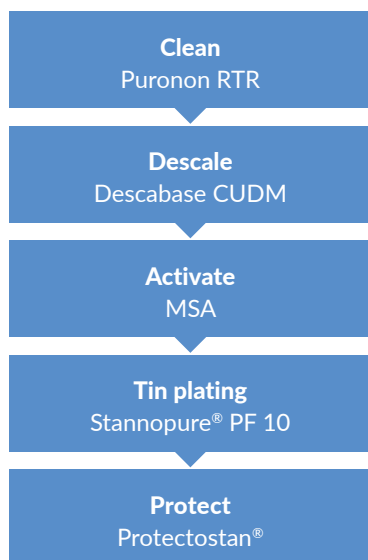 Clean
Puronon RTR
Descale
Descabase CUDM
Activate
MSA
Tin plating
Stannopure® PF 10
Protect
Protectostan®